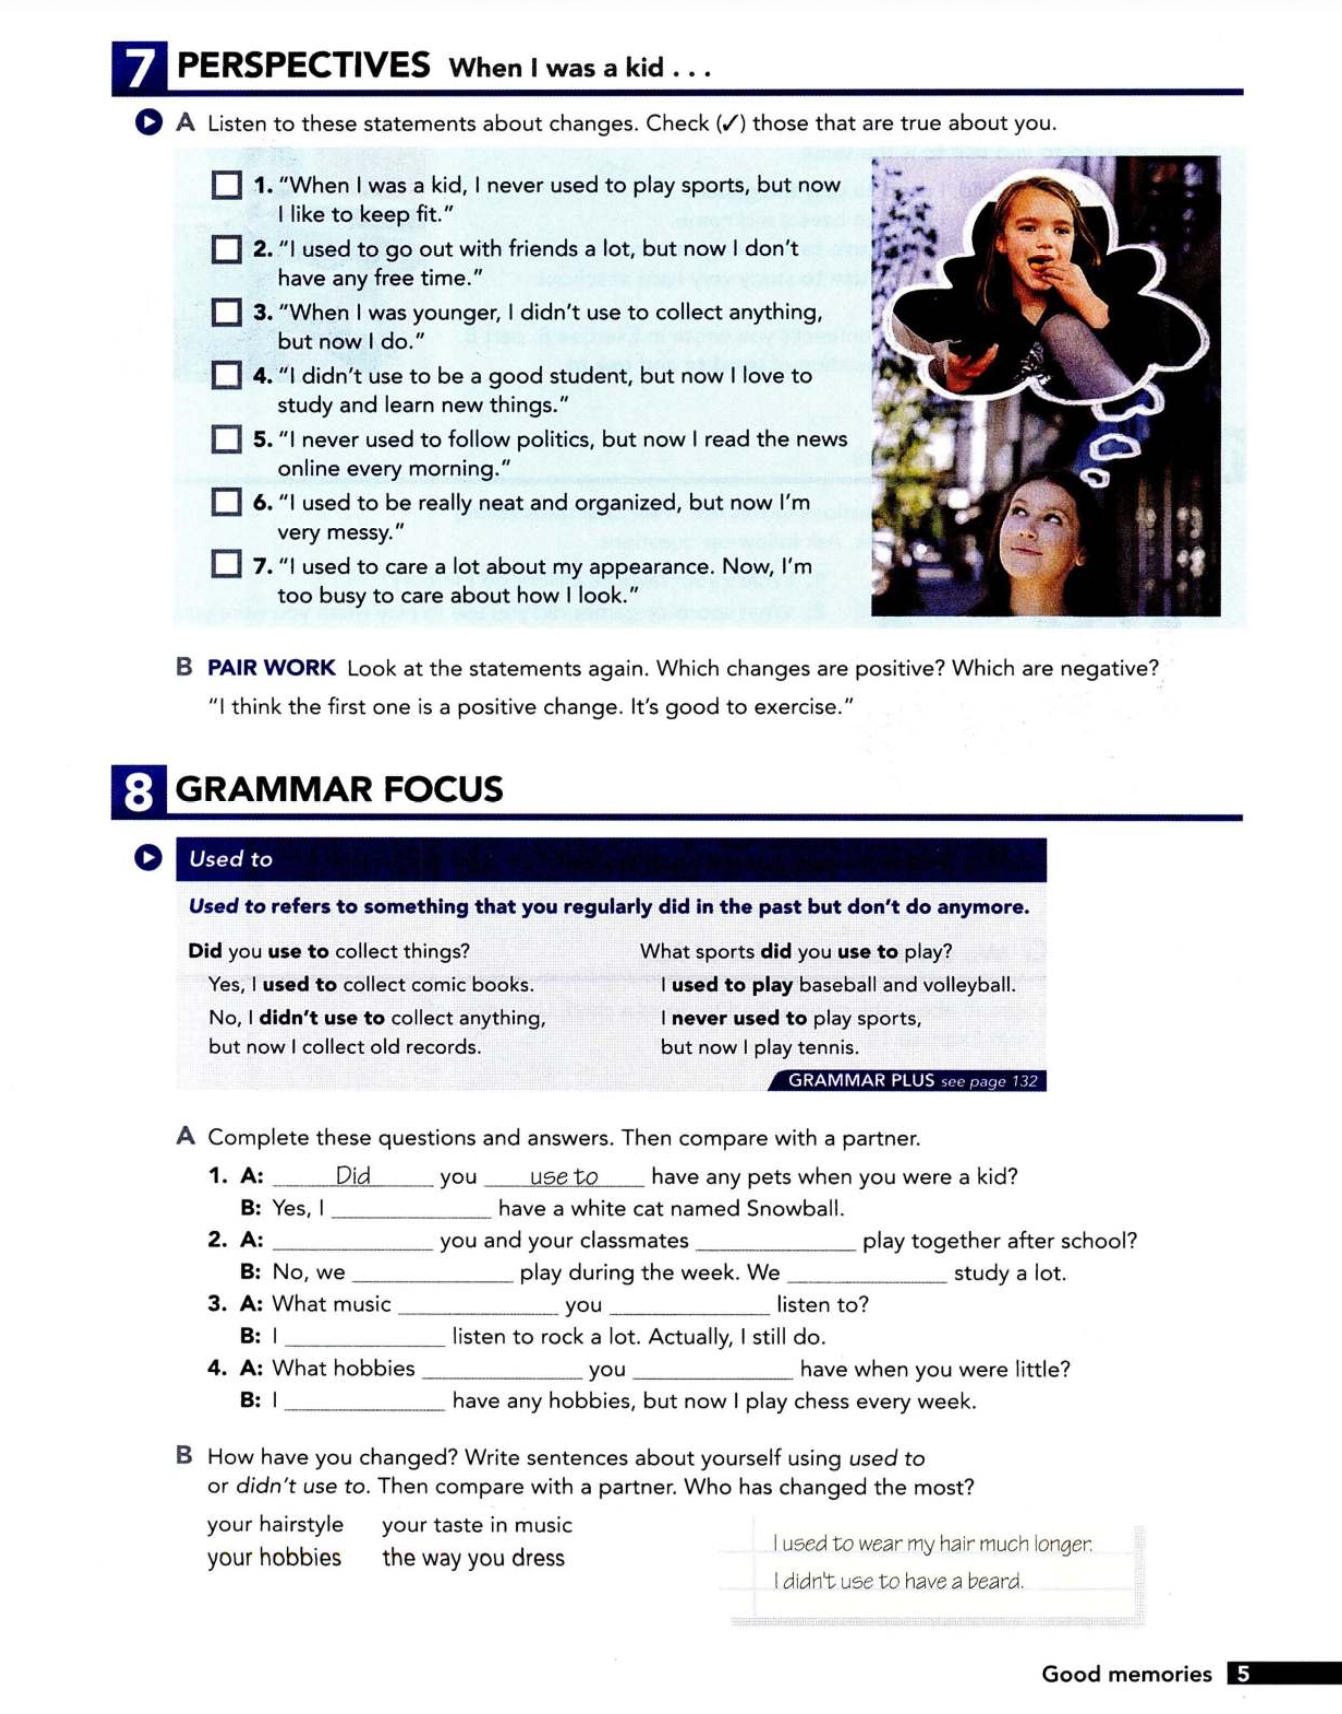 7 PERSPECTIVES When I was a kid . . .
A Listen to these statements about changes. Check (✓) those that are true about you.
1. "When I was a kid, I never used to play sports, but now
I like to keep fit."
2. "I used to go out with friends a lot, but now I don't
have any free time."
3. "When I was younger, I didn't use to collect anything,
but now I do."
4. "I didn't use to be a good student, but now I love to
study and learn new things."
5. "I never used to follow politics, but now I read the news
online every morning."
6. "I used to be really neat and organized, but now I'm
very messy."
7. "I used to care a lot about my appearance. Now, I'm
too busy to care about how I look."
B PAIR WORK Look at the statements again. Which changes are positive? Which are negative?
"I think the first one is a positive change. It's good to exercise."
8 GRAMMAR FOCUS
Used to
Used to refers to something that you regularly did in the past but don't do anymore.
Did you use to collect things?
Yes, I used to collect comic books.
No, I didn't use to collect anything,
but now I collect old records.
What sports did you use to play?
I used to play baseball and volleyball.
I never used to play sports,
but now I play tennis.
GRAMMAR PLUS see page 132
A Complete these questions and answers. Then compare with a partner.
1. A: Did you use to have any pets when you were a kid?
B: Yes, I ____________ have a white cat named Snowball.
2. A: ____________ you and your classmates ____________ play together after school?
B: No, we ____________ play during the week. We ____________ study a lot.
3. A: What music ____________ you ____________ listen to?
B: I ____________ listen to rock a lot. Actually, I still do.
4. A: What hobbies ____________ you ____________ have when you were little?
B: I ____________ have any hobbies, but now I play chess every week.
B How have you changed? Write sentences about yourself using used to
or didn't use to. Then compare with a partner. Who has changed the most?
your hairstyle your taste in music
your hobbies the way you dress
I used to wear my hair much longer.
I didn't use to have a beard.
Good memories 5